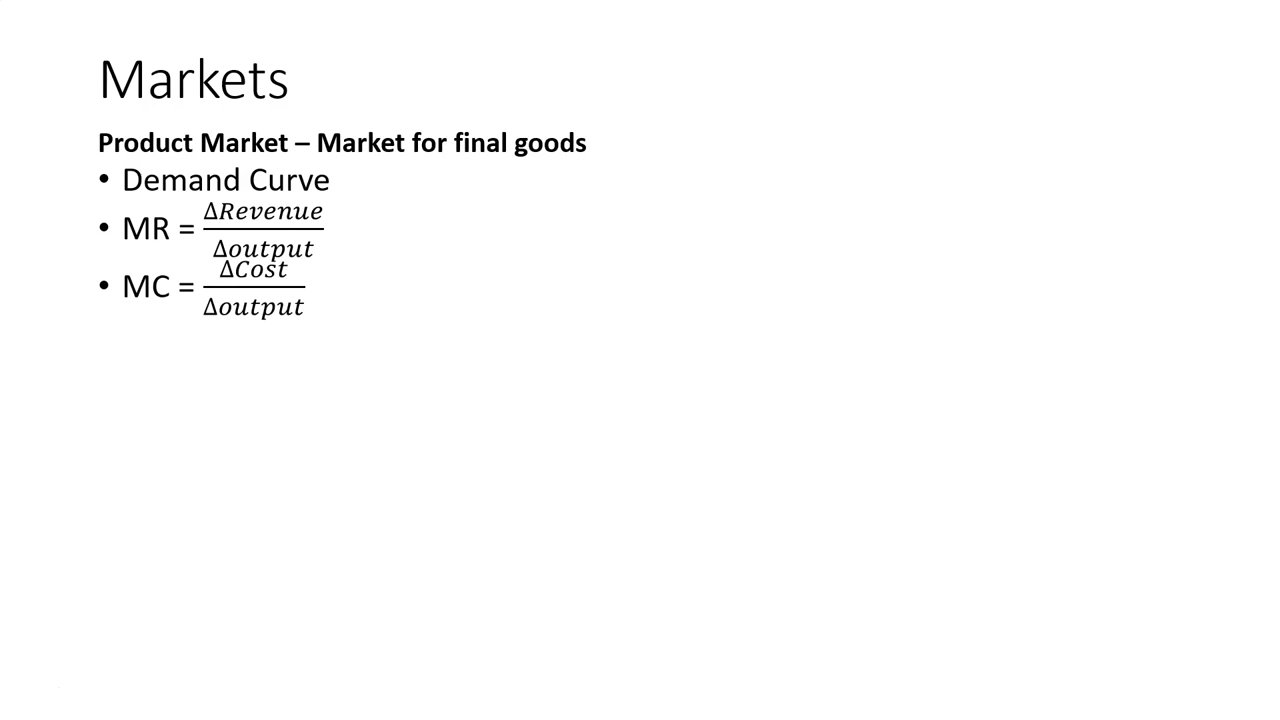 Markets
Product Market – Market for final goods
• Demand Curve
• MR = ΔRevenue / Δoutput
• MC = ΔCost / Δoutput